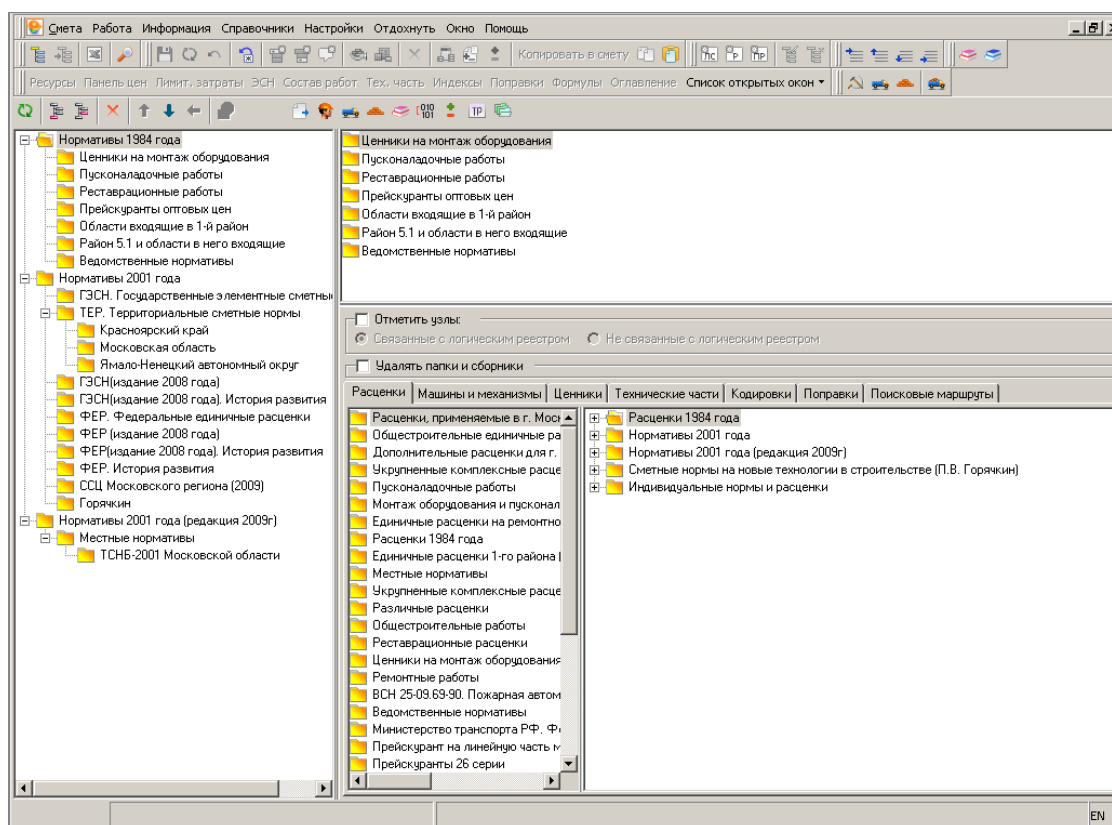 Смета Работа Информация Справочники Настройки Отдохнуть Окно Помощь
Копировать в смету
Ресурсы Панель цен Лимит. затраты ЭСН Состав работ Тех. часть Индексы Поправки Формулы Оглавление Список открытых окон
010
101
ТР
Нормативы 1984 года
Ценники на монтаж оборудования
Пусконаладочные работы
Реставрационные работы
Прейскуранты оптовых цен
Области входящие в 1-й район
Район 5.1 и области в него входящие
Ведомственные нормативы
Нормативы 2001 года
ГЭСН. Государственные элементные сметны
ТЕР. Территориальные сметные нормы
Красноярский край
Московская область
Ямало-Ненецкий автономный округ
ГЭСН(издание 2008 года)
ГЭСН(издание 2008 года). История развития
ФЕР. Федеральные единичные расценки
ФЕР (издание 2008 года)
ФЕР(издание 2008 года). История развития
ФЕР. История развития
ССЦ Московского региона (2009)
Горячкин
Нормативы 2001 года (редакция 2009г)
Местные нормативы
ТСНБ-2001 Московской области
Ценники на монтаж оборудования
Пусконаладочные работы
Реставрационные работы
Прейскуранты оптовых цен
Области входящие в 1-й район
Район 5.1 и области в него входящие
Ведомственные нормативы
Отметить узлы:
Связанные с логическим реестром Не связанные с логическим реестром
Удалять папки и сборники
Расценки Машины и механизмы Ценники Технические части Кодировки Поправки Поисковые маршруты
Расценки, применяемые в г. Моск
Общестроительные единичные ра
Дополнительные расценки для г.
Укрупненные комплексные расце
Пусконаладочные работы
Монтаж оборудования и пусконал
Единичные расценки на ремонтно
Расценки 1984 года
Единичные расценки 1-го района (
Местные нормативы
Укрупненные комплексные расце
Различные расценки
Общестроительные работы
Реставрационные расценки
Ценники на монтаж оборудования
Ремонтные работы
ВСН 25-09.69-90. Пожарная автом
Ведомственные нормативы
Министерство транспорта РФ. Ф
Прейскурант на линейную часть м
Прейскуранты 26 серии
Расценки 1984 года
Нормативы 2001 года
Нормативы 2001 года (редакция 2009г)
Сметные нормы на новые технологии в строительстве (П.В. Горячкин)
Индивидуальные нормы и расценки
EN